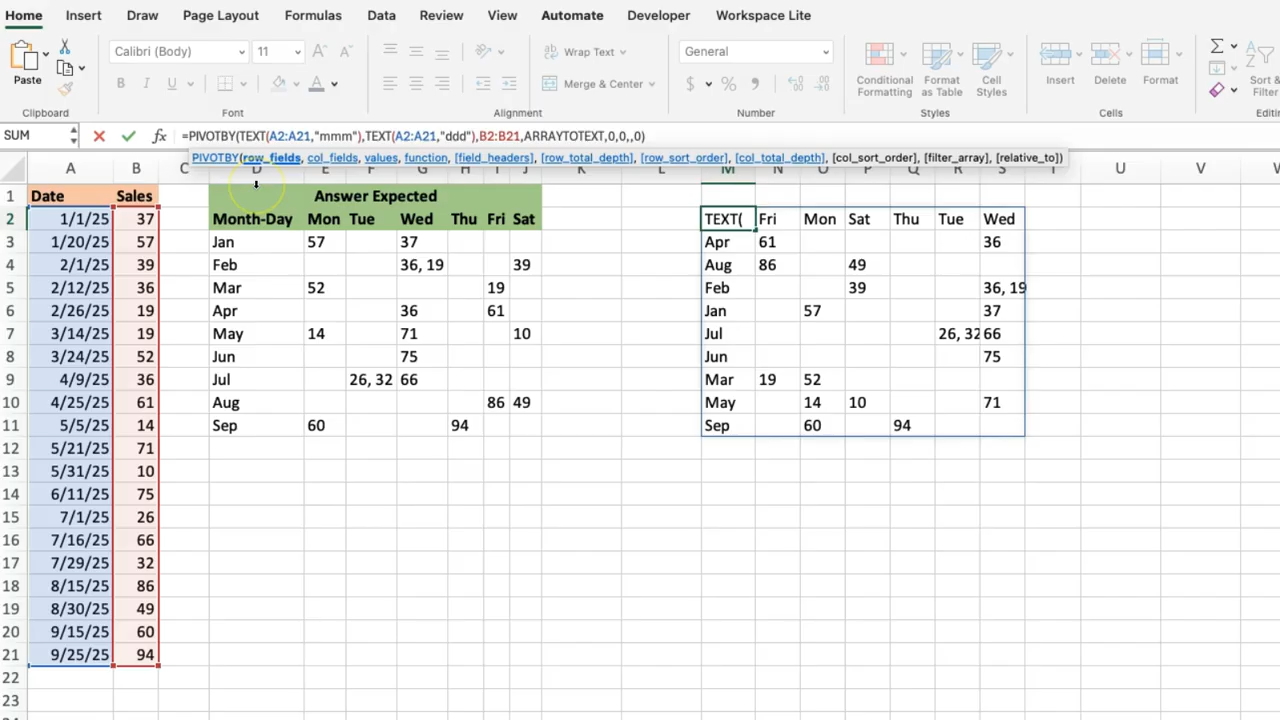 Home Insert Draw Page Layout Formulas Data Review View Automate Developer Workspace Lite
Calibri (Body) 11 A A Wrap Text General
Paste B I U A Merge & Center $ % Conditional Formatting Format as Table Cell Styles Insert Delete Format Sort & Filter
Clipboard Font Alignment Number Styles Cells
SUM fx =PIVOTBY(TEXT(A2:A21,"mmm"),TEXT(A2:A21,"ddd"),B2:B21,ARRAYTOTEXT,0,0,,0)
PIVOTBY(row_fields, col_fields, values, function, [field_headers], [row_total_depth], [row_sort_order], [col_total_depth], [col_sort_order], [filter_array], [relative_to])
A B C D E F G H I J K L M N O P Q R S T U V W
1 Date Sales Answer Expected
2 1/1/25 37 Month-Day Mon Tue Wed Thu Fri Sat TEXT( Fri Mon Sat Thu Tue Wed
3 1/20/25 57 Jan 57 37 Apr 61 36
4 2/1/25 39 Feb 36, 19 39 Aug 86 49
5 2/12/25 36 Mar 52 19 Feb 39 36, 19
6 2/26/25 19 Apr 36 61 Jan 57 37
7 3/14/25 19 May 14 71 10 Jul 26, 32 66
8 3/24/25 52 Jun 75 Jun 75
9 4/9/25 36 Jul 26, 32 66 Mar 19 52
10 4/25/25 61 Aug 86 49 May 14 10 71
11 5/5/25 14 Sep 60 94 Sep 60 94
12 5/21/25 71
13 5/31/25 10
14 6/11/25 75
15 7/1/25 26
16 7/16/25 66
17 7/29/25 32
18 8/15/25 86
19 8/30/25 49
20 9/15/25 60
21 9/25/25 94
22
23